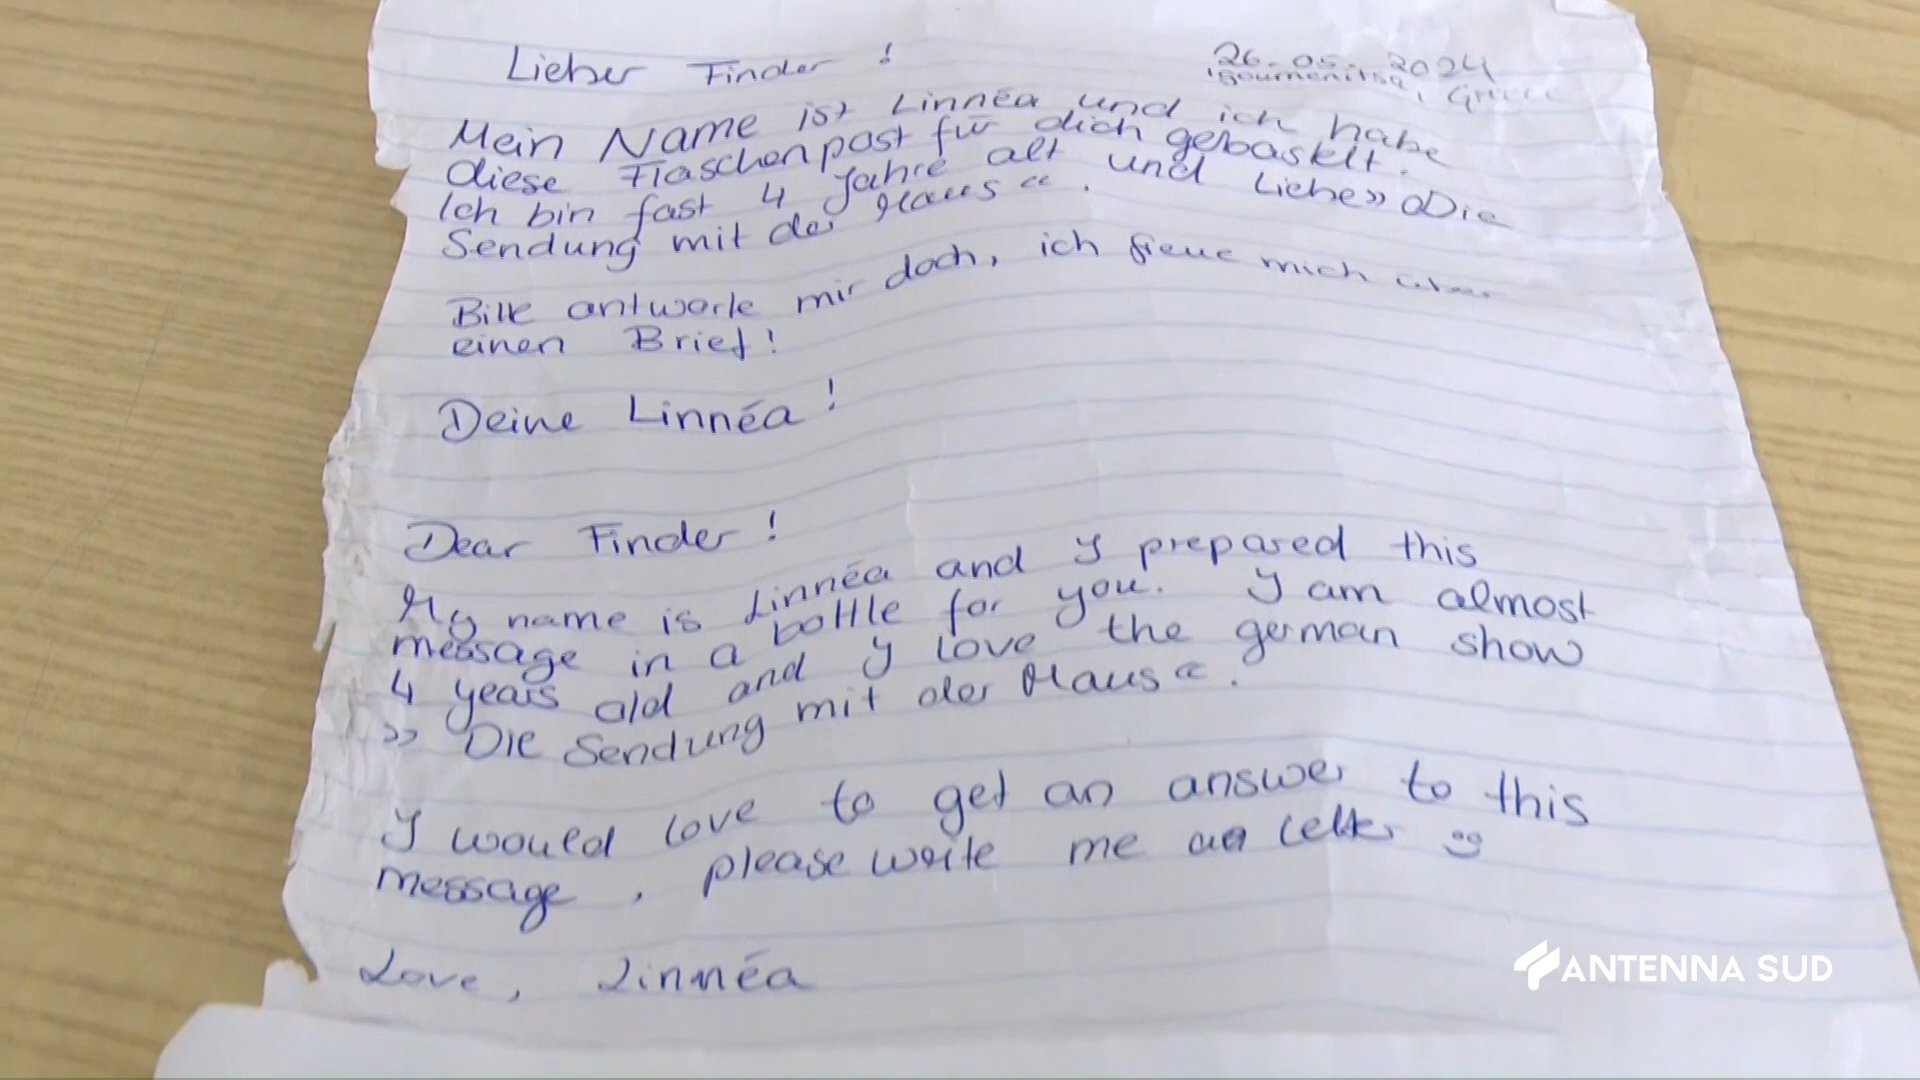 Lieber Finder !
26.05.2024
Igoumenitsa,
Mein Name ist Linnéa und ich habe
diese Flaschenpost für dich gebastelt.
Ich bin fast 4 Jahre alt und liebe »Die
Sendung mit der Maus«.
Bitte antworte mir doch, ich freue mich über
einen Brief!
Deine Linnéa!
Dear Finder!
My name is Linnéa and I prepared this
message in a bottle for you. I am almost
4 years old and I love the german show
»Die Sendung mit der Maus«.
I would love to get an answer to this
message, please write me a letter
Love, Linnéa
ANTENNA SUD